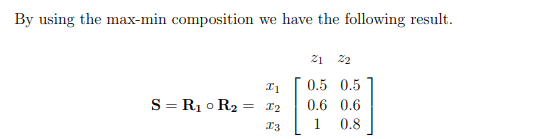 By using the max-min composition we have the following result.
z₁ z₂
x₁ 0.5 0.5
S = R₁ ∘ R₂ = x₂ 0.6 0.6
x₃ 1 0.8